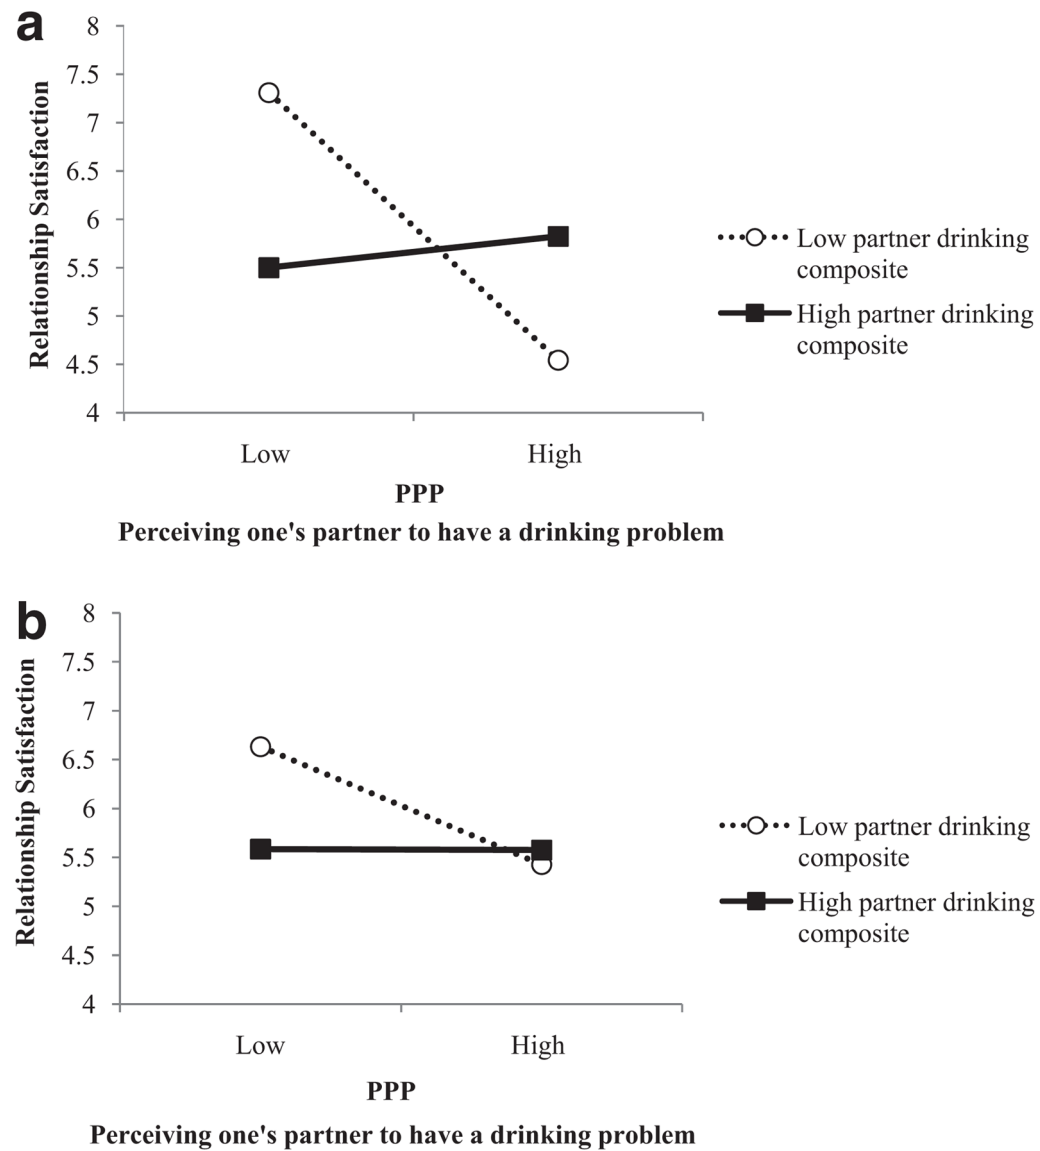 a
Relationship Satisfaction
8
7.5
7
6.5
6
5.5
5
4.5
4
Low
High
PPP
Perceiving one's partner to have a drinking problem
Low partner drinking
composite
High partner drinking
composite
b
Relationship Satisfaction
8
7.5
7
6.5
6
5.5
5
4.5
4
Low
High
PPP
Perceiving one's partner to have a drinking problem
Low partner drinking
composite
High partner drinking
composite